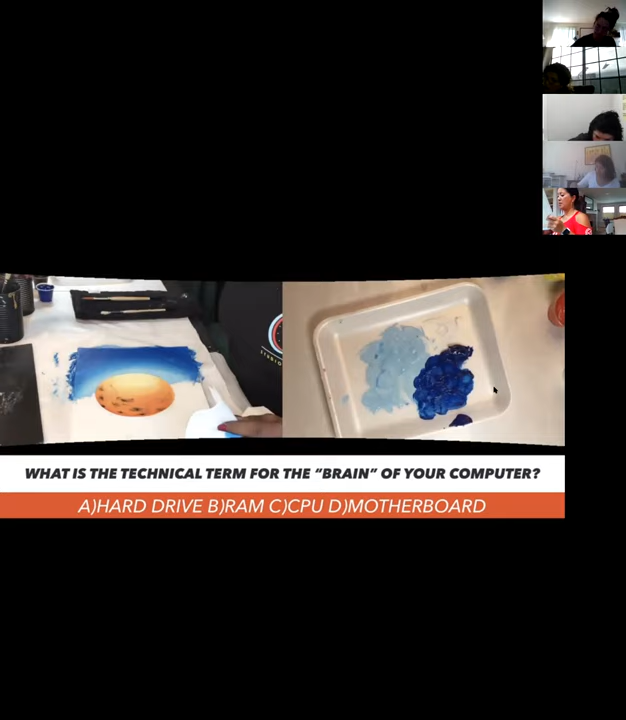 WHAT IS THE TECHNICAL TERM FOR THE “BRAIN” OF YOUR COMPUTER?
A)HARD DRIVE B)RAM C)CPU D)MOTHERBOARD